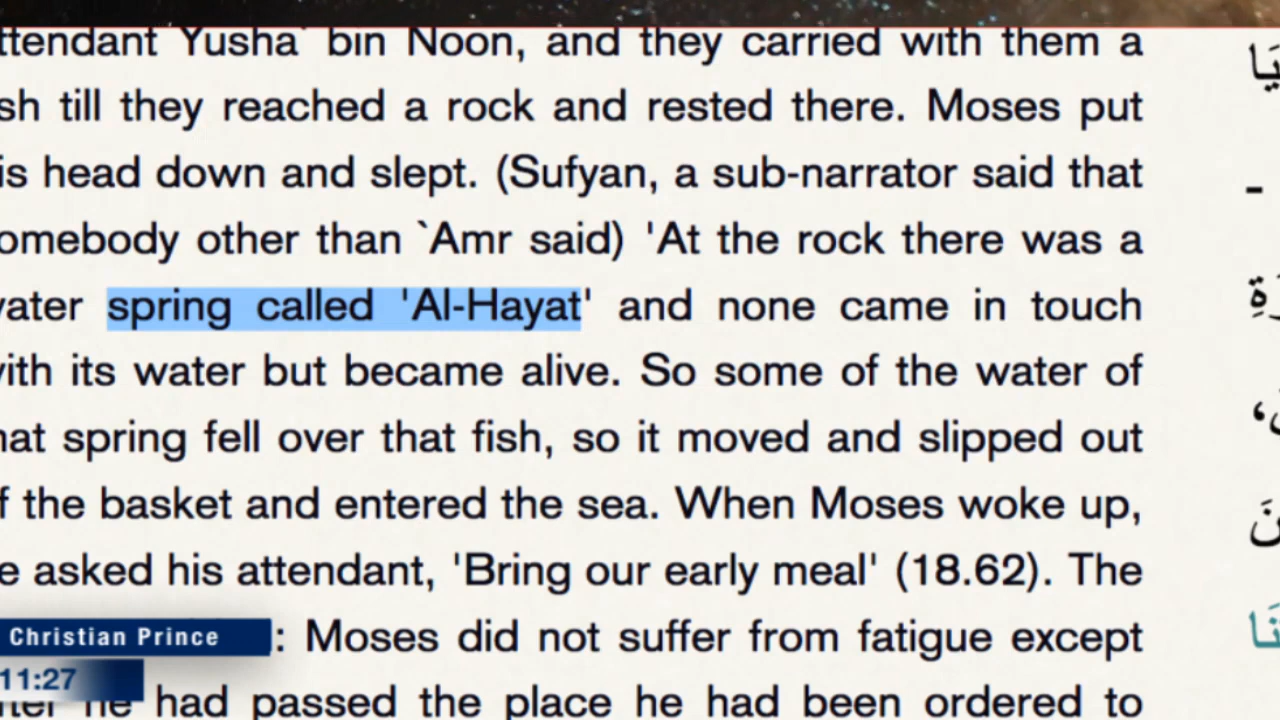 ttendant Yusha` bin Noon, and they carried with them a
sh till they reached a rock and rested there. Moses put
is head down and slept. (Sufyan, a sub-narrator said that
omebody other than `Amr said) 'At the rock there was a
water spring called 'Al-Hayat' and none came in touch
with its water but became alive. So some of the water of
hat spring fell over that fish, so it moved and slipped out
f the basket and entered the sea. When Moses woke up,
e asked his attendant, 'Bring our early meal' (18.62). The
Christian Prince : Moses did not suffer from fatigue except
11:27
he had passed the place he had been ordered to